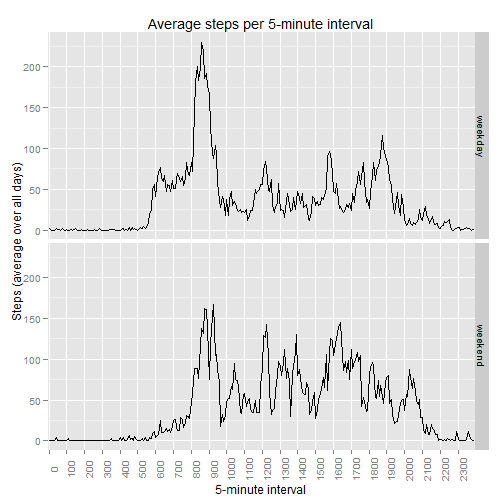 Average steps per 5-minute interval
Steps (average over all days)
200
150
100
50
0
weekday
200
150
100
50
0
weekend
0 100 200 300 400 500 600 700 800 900 1000 1100 1200 1300 1400 1500 1600 1700 1800 1900 2000 2100 2200 2300
5-minute interval